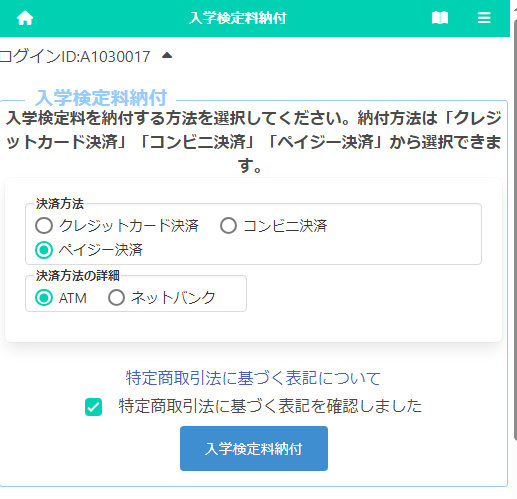 入学検定料納付
ログインID:A1030017
入学検定料納付
入学検定料を納付する方法を選択してください。納付方法は「クレジ
ットカード決済」「コンビニ決済」「ペイジー決済」から選択できま
す。
決済方法
クレジットカード決済 コンビニ決済
ペイジー決済
決済方法の詳細
ATM ネットバンク
特定商取引法に基づく表記について
特定商取引法に基づく表記を確認しました
入学検定料納付